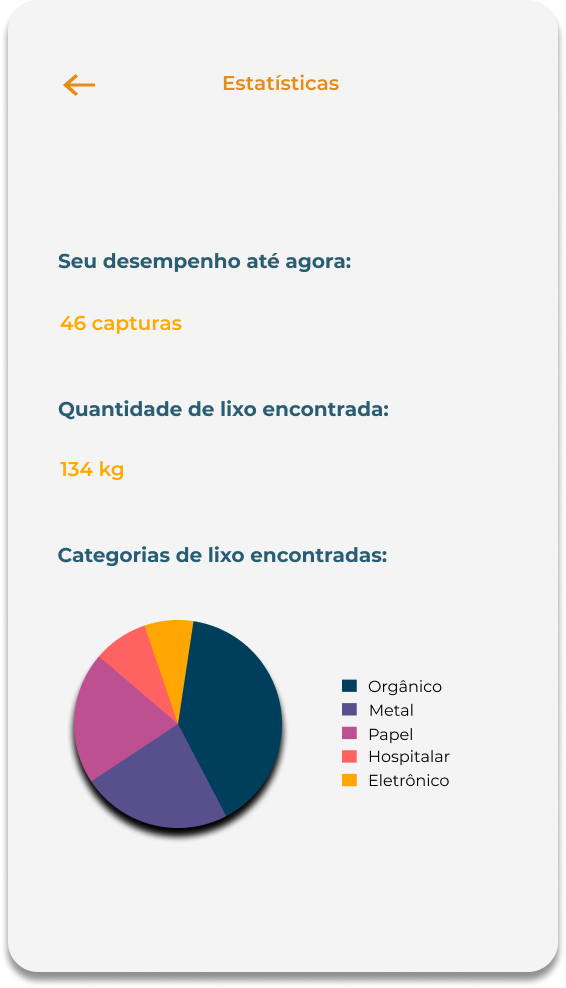 Estatísticas
Seu desempenho até agora:
46 capturas
Quantidade de lixo encontrada:
134 kg
Categorias de lixo encontradas:
Orgânico
Metal
Papel
Hospitalar
Eletrônico